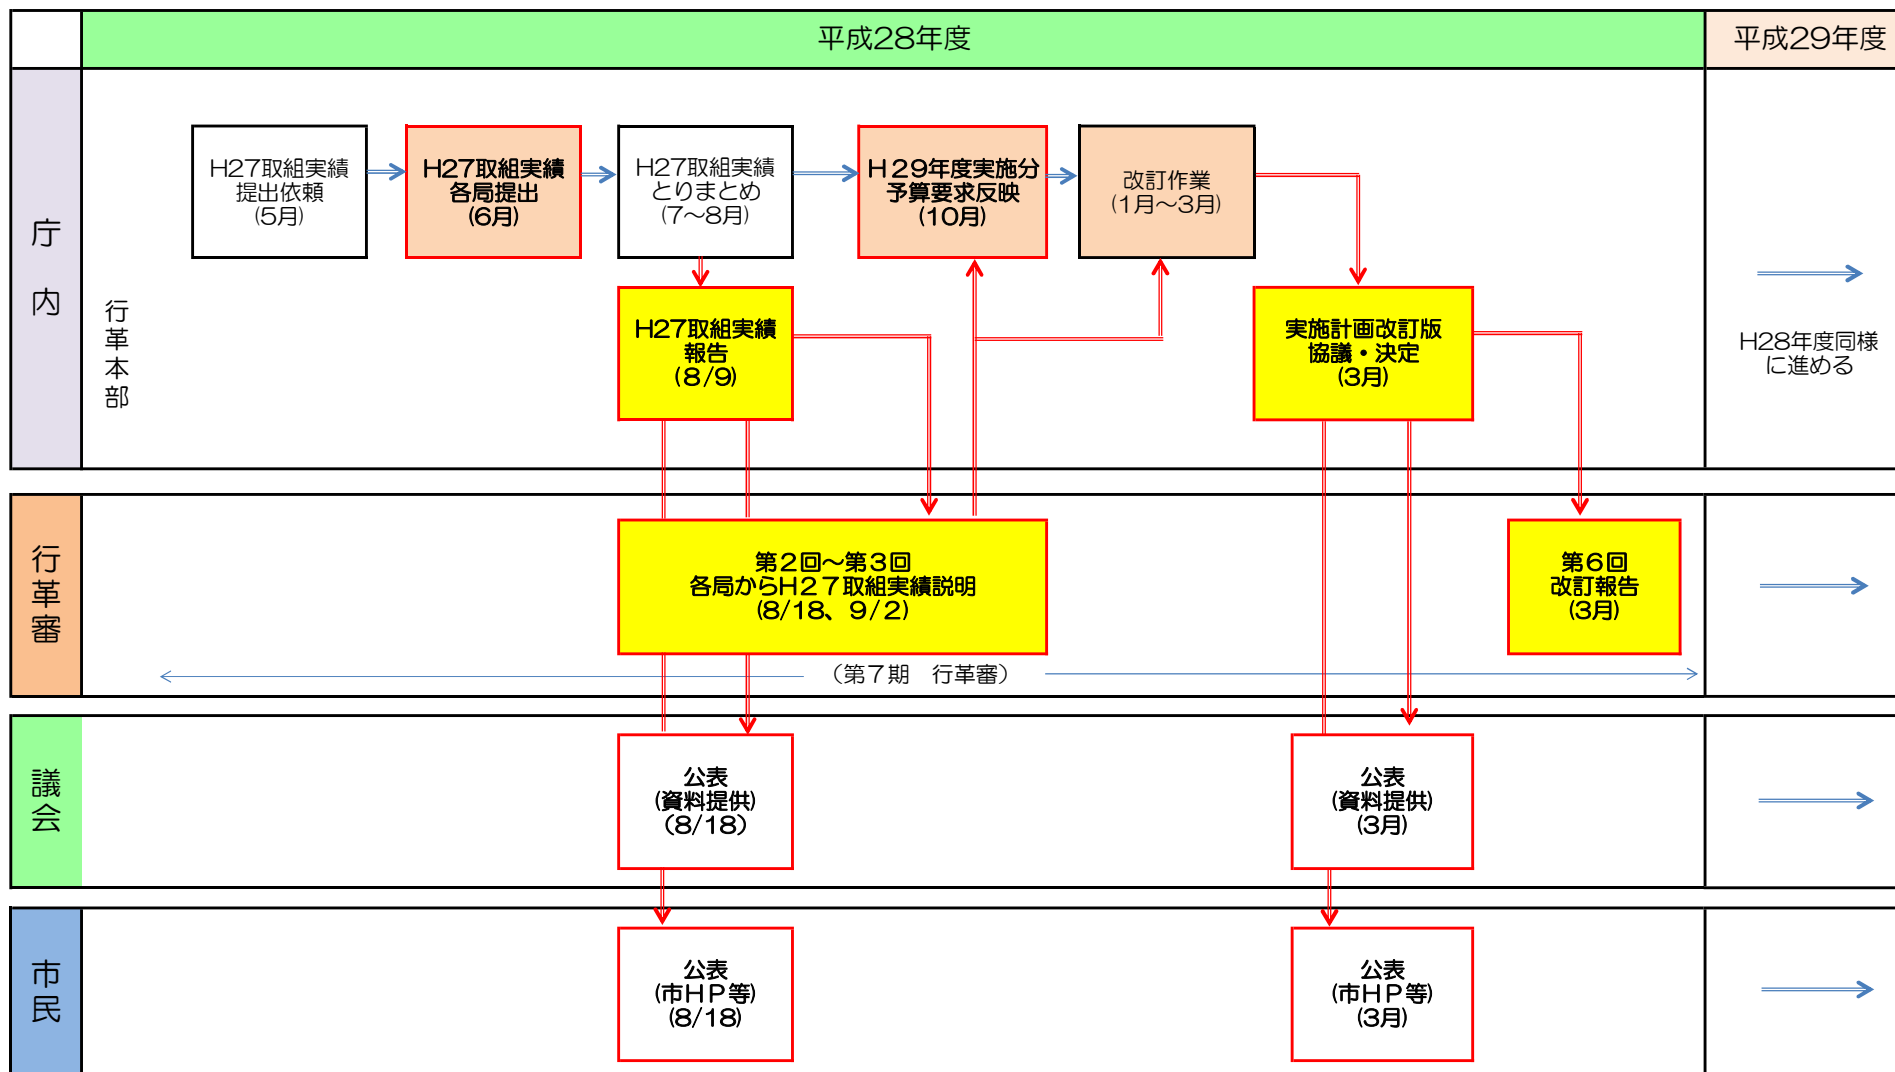 平成28年度
平成29年度
庁内
H27取組実績
提出依頼
(5月)
H27取組実績
各局提出
(6月)
H27取組実績
とりまとめ
(7～8月)
Ｈ２９年度実施分
予算要求反映
(10月)
改訂作業
(1月～3月)
行革本部
H27取組実績
報告
(８/９)
実施計画改訂版
協議・決定
(3月)
H28年度同様
に進める
行革審
第２回～第３回
各局からH２７取組実績説明
(8/18、９/２)
第６回
改訂報告
(3月)
（第７期　行革審）
議会
公表
(資料提供)
（8/18）
公表
(資料提供)
(3月)
市民
公表
(市ＨＰ等)
(8/18)
公表
(市ＨＰ等)
(3月)